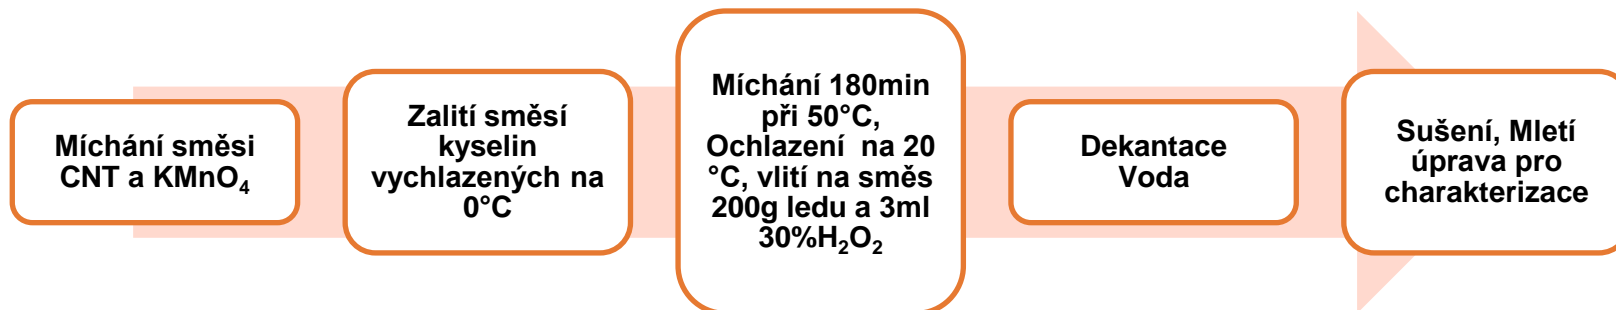 Míchání směsi
CNT a KMnO₄
Zalití směsí
kyselin
vychlazených na
0°C
Míchání 180min
při 50°C,
Ochlazení  na 20
°C, vlití na směs
200g ledu a 3ml
30%H₂O₂
Dekantace
Voda
Sušení, Mletí
úprava pro
charakterizace